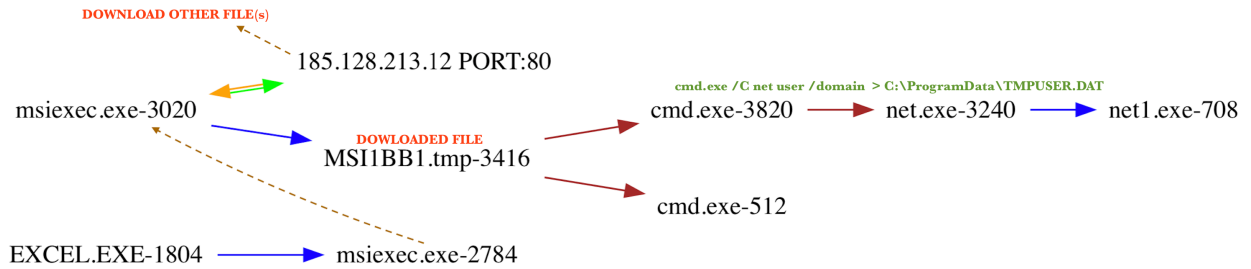 DOWNLOAD OTHER FILE(s)
185.128.213.12 PORT:80
cmd.exe /C net user /domain > C:\ProgramData\TMPUSER.DAT
msiexec.exe-3020
cmd.exe-3820
net.exe-3240
net1.exe-708
DOWLOADED FILE
MSI1BB1.tmp-3416
cmd.exe-512
EXCEL.EXE-1804
msiexec.exe-2784